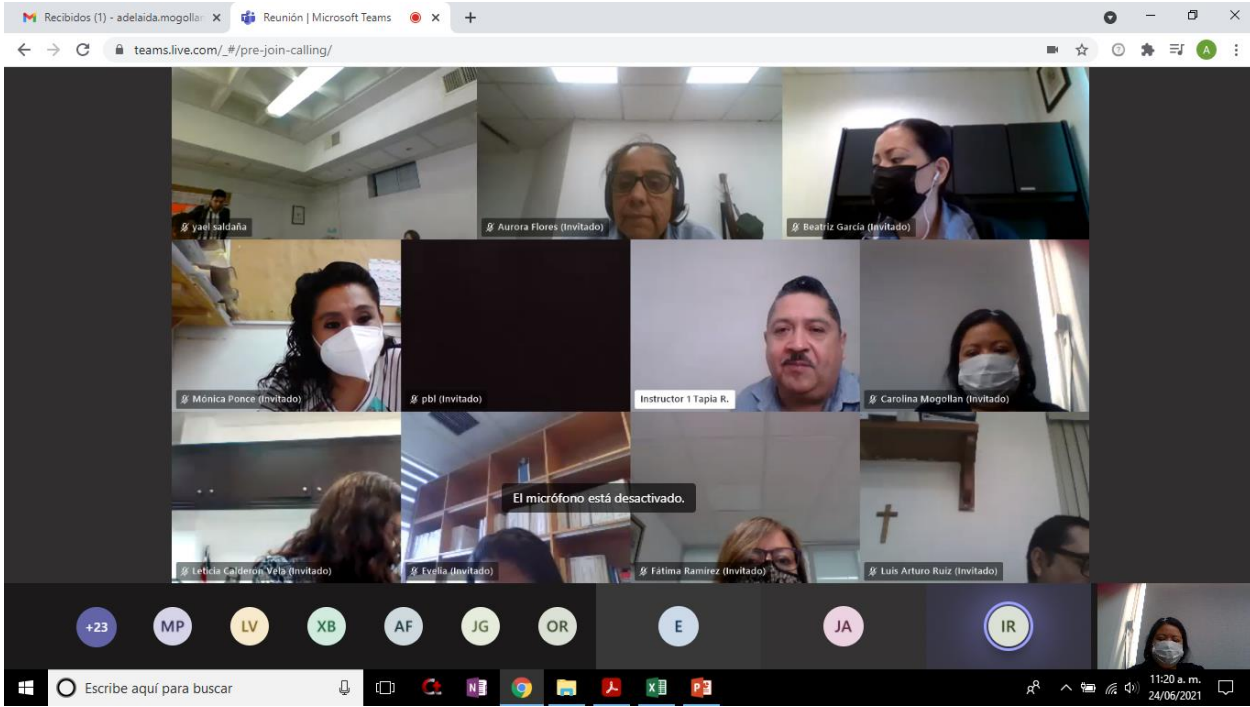 Recibidos (1) - adelaida.mogollan
Reunión | Microsoft Teams
teams.live.com/_#/pre-join-calling/
A
yael saldaña
Aurora Flores (Invitado)
Beatriz García (Invitado)
Mónica Ponce (Invitado)
pbl (Invitado)
Instructor 1 Tapia R.
Carolina Mogollan (Invitado)
El micrófono está desactivado.
Leticia Calderon Vela (Invitado)
Evelia (Invitado)
Fátima Ramírez (Invitado)
Luis Arturo Ruiz (Invitado)
+23
MP
LV
XB
AF
JG
OR
E
JA
IR
Escribe aquí para buscar
11:20 a. m.
24/06/2021